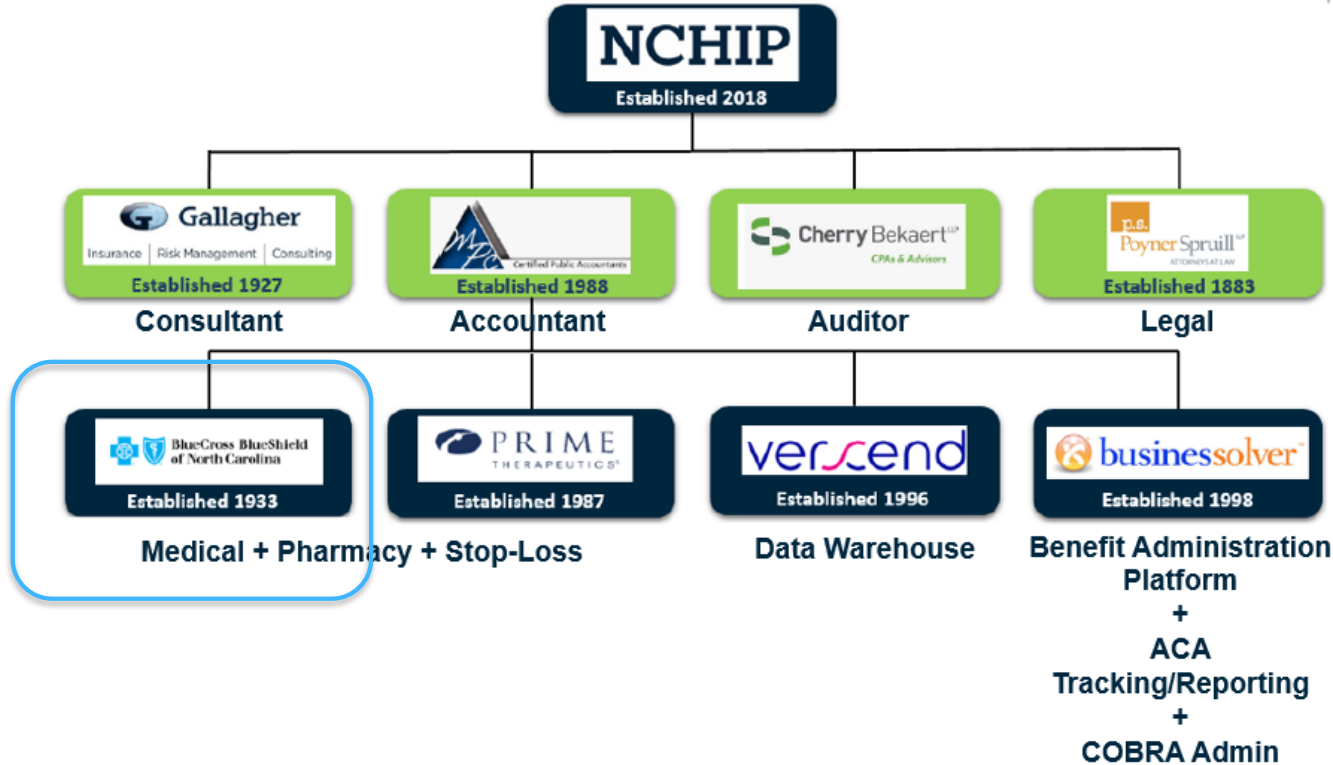 NCHIP
Established 2018
Gallagher
Insurance | Risk Management | Consulting
Established 1927
Consultant
MPC
Certified Public Accountants
Established 1988
Accountant
Cherry Bekaert LLP
CPAs & Advisors
Auditor
p.s.
Poyner Spruill LLP
ATTORNEYS AT LAW
Established 1883
Legal
BlueCross BlueShield
of North Carolina
Established 1933
PRIME
THERAPEUTICS®
Established 1987
Medical + Pharmacy + Stop-Loss
verscend
Established 1996
Data Warehouse
businessolver™
Established 1998
Benefit Administration
Platform
+
ACA
Tracking/Reporting
+
COBRA Admin